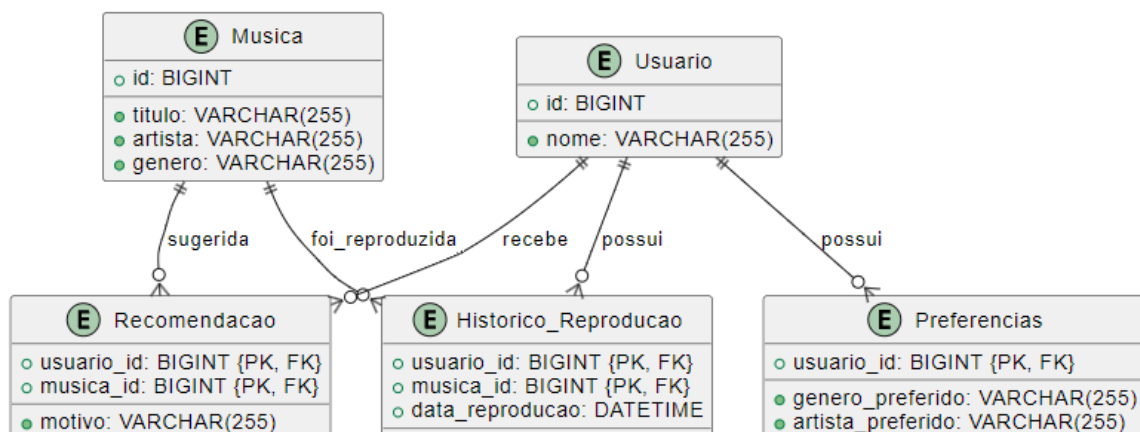 E Musica
id: BIGINT
titulo: VARCHAR(255)
artista: VARCHAR(255)
genero: VARCHAR(255)
E Usuario
id: BIGINT
nome: VARCHAR(255)
sugerida
foi_reproduzida
recebe
possui
possui
E Recomendacao
usuario_id: BIGINT {PK, FK}
musica_id: BIGINT {PK, FK}
motivo: VARCHAR(255)
E Historico_Reproducao
usuario_id: BIGINT {PK, FK}
musica_id: BIGINT {PK, FK}
data_reproducao: DATETIME
E Preferencias
usuario_id: BIGINT {PK, FK}
genero_preferido: VARCHAR(255)
artista_preferido: VARCHAR(255)